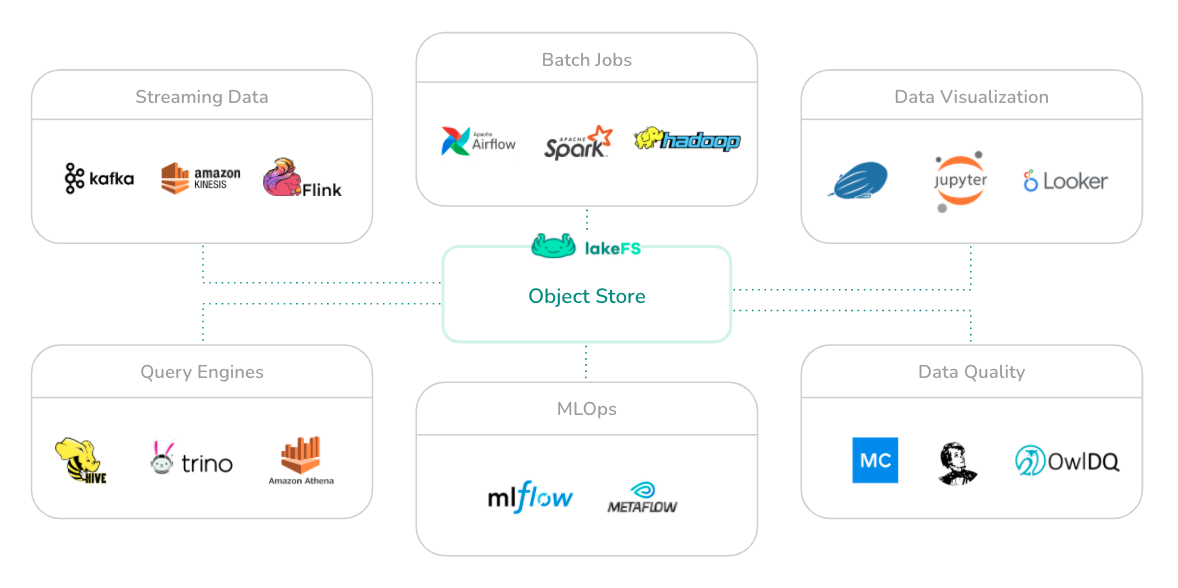 Batch Jobs
Apache
Airflow
APACHE
Spark
hadoop
Streaming Data
kafka
amazon
KINESIS
Flink
Data Visualization
jupyter
Looker
lakeFS
Object Store
Query Engines
HIVE
trino
Amazon Athena
MLOps
mlflow
METAFLOW
Data Quality
MC
OwlDQ